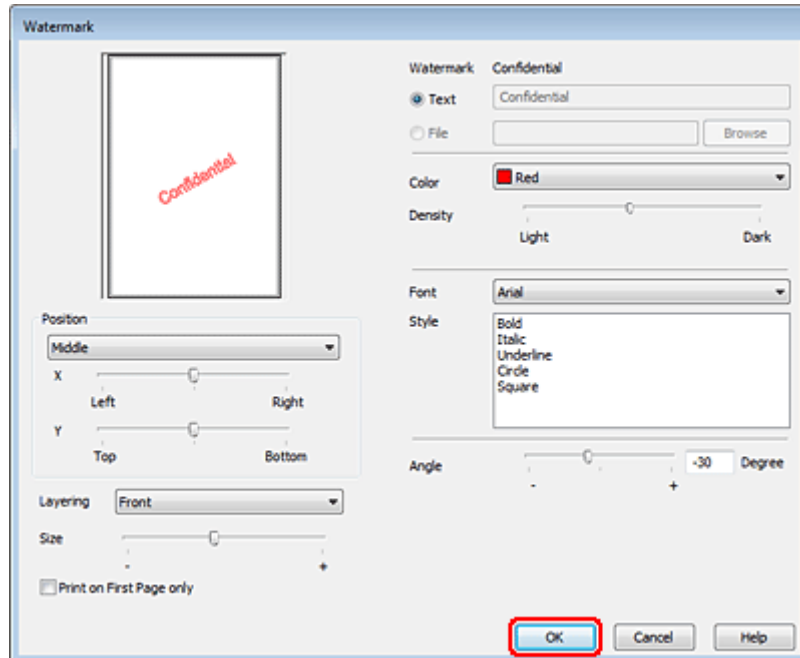 Watermark
Confidential
Position
Middle
X
Left Right
Y
Top Bottom
Layering Front
Size
- +
Print on First Page only
Watermark Confidential
Text Confidential
File Browse
Color Red
Density
Light Dark
Font Arial
Style Bold
Italic
Underline
Circle
Square
Angle -30 Degree
- +
OK Cancel Help